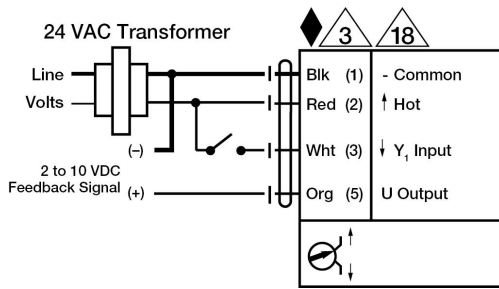 24 VAC Transformer
3
18
Line
Volts
Blk (1) - Common
Red (2) Hot
(–)
Wht (3) Y1 Input
2 to 10 VDC
Feedback Signal (+)
Org (5) U Output